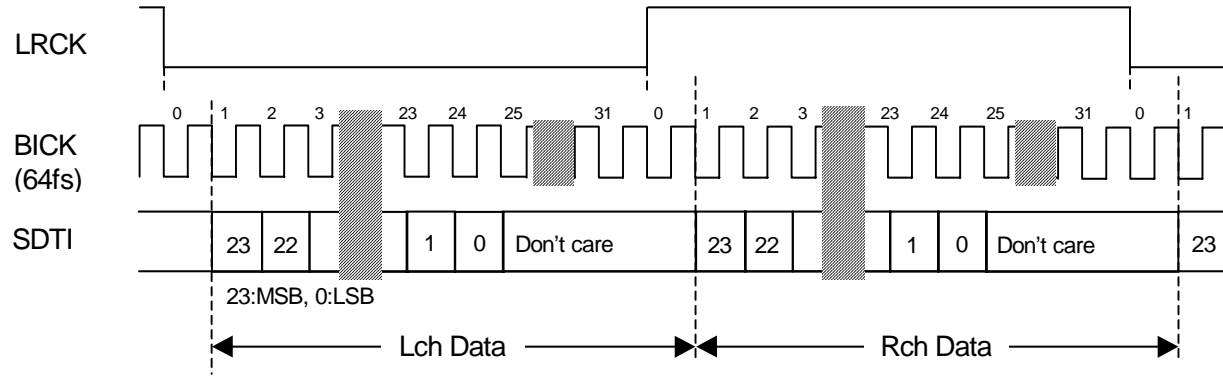 LRCK
0 1 2 3 23 24 25 31 0 1 2 3 23 24 25 31 0 1
BICK
(64fs)
SDTI 23 22 1 0 Don't care 23 22 1 0 Don't care 23
23:MSB, 0:LSB
Lch Data Rch Data